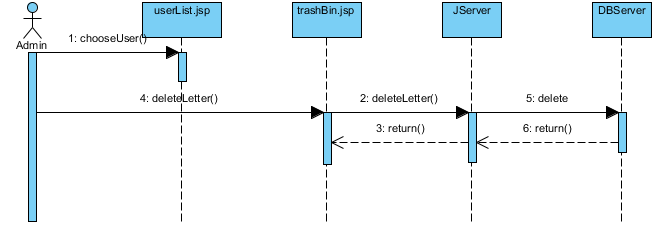 userList.jsp
trashBin.jsp
JServer
DBServer
Admin
1: chooseUser()
4: deleteLetter()
2: deleteLetter()
5: delete
3: return()
6: return()